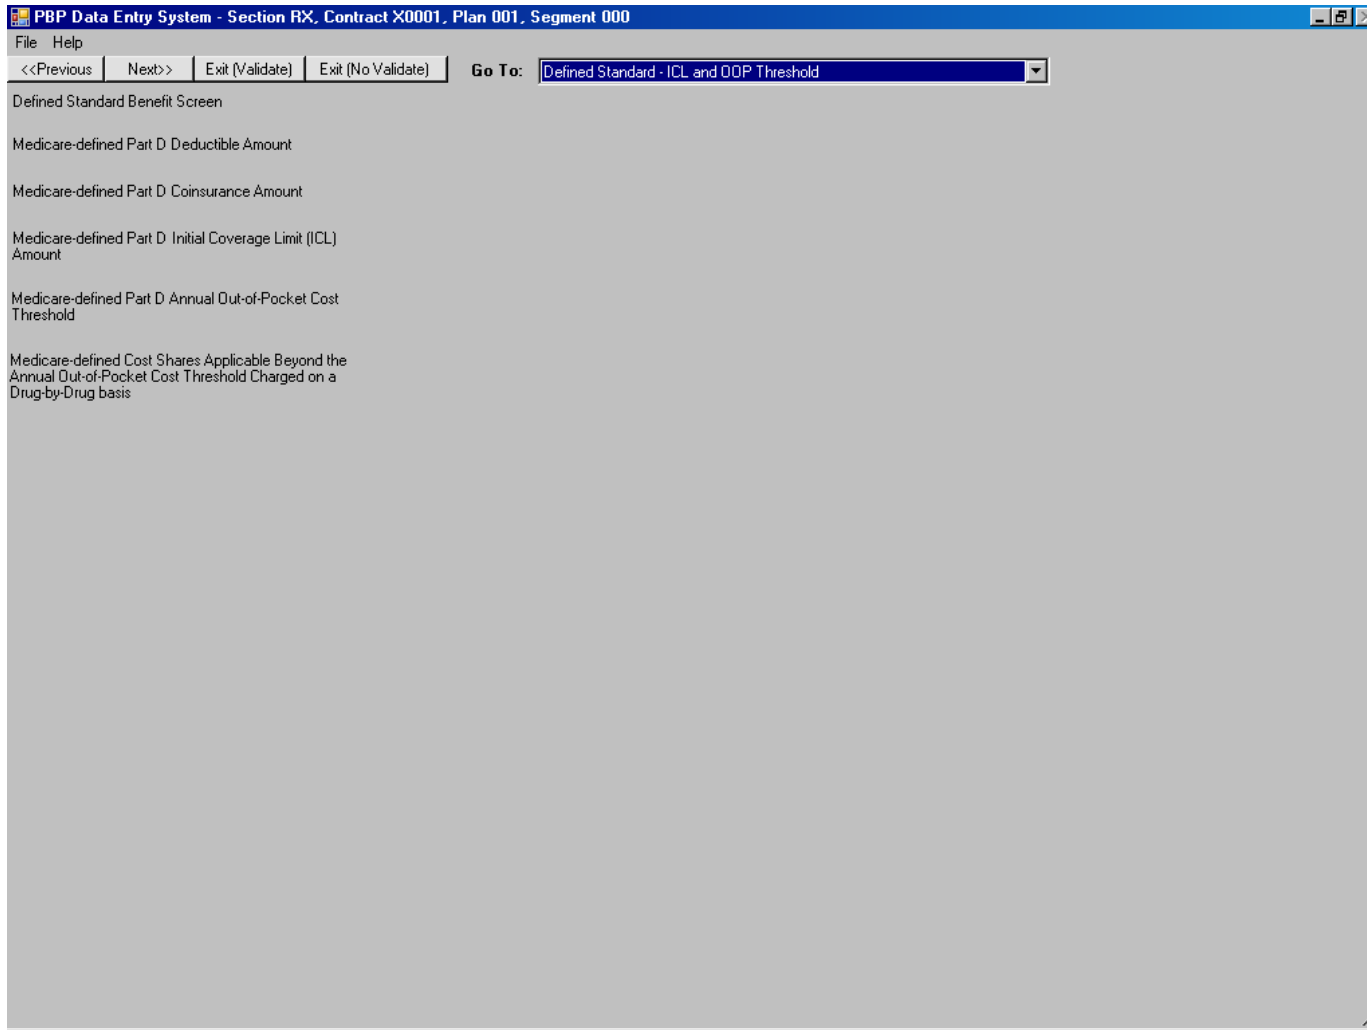 PBP Data Entry System - Section RX, Contract X0001, Plan 001, Segment 000
File Help
<<Previous Next>> Exit (Validate) Exit (No Validate) Go To: Defined Standard - ICL and OOP Threshold
Defined Standard Benefit Screen
Medicare-defined Part D Deductible Amount
Medicare-defined Part D Coinsurance Amount
Medicare-defined Part D Initial Coverage Limit (ICL)
Amount
Medicare-defined Part D Annual Out-of-Pocket Cost
Threshold
Medicare-defined Cost Shares Applicable Beyond the
Annual Out-of-Pocket Cost Threshold Charged on a
Drug-by-Drug basis